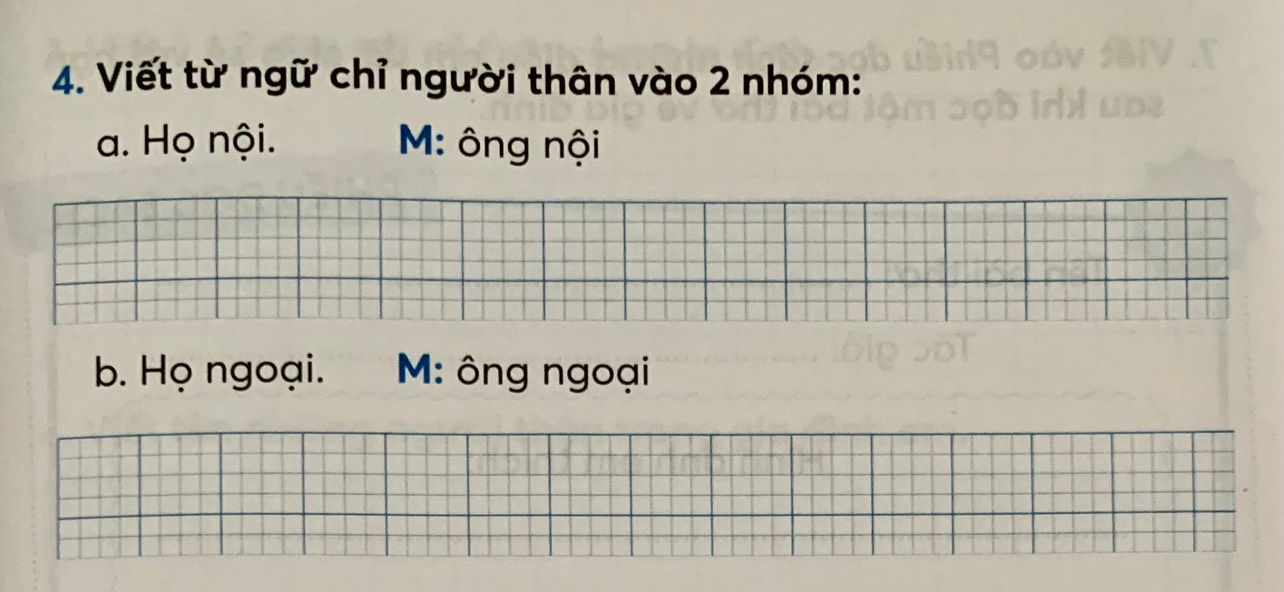 4. Viết từ ngữ chỉ người thân vào 2 nhóm:
a. Họ nội. M: ông nội
b. Họ ngoại. M: ông ngoại